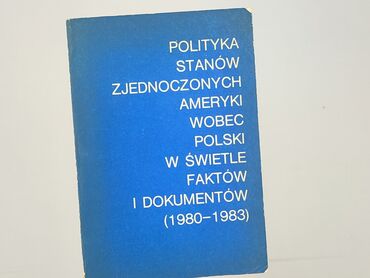 POLITYKA
STANÓW
ZJEDNOCZONYCH
AMERYKI
WOBEC
POLSKI
W ŚWIETLE
FAKTÓW
I DOKUMENTÓW
(1980–1983)